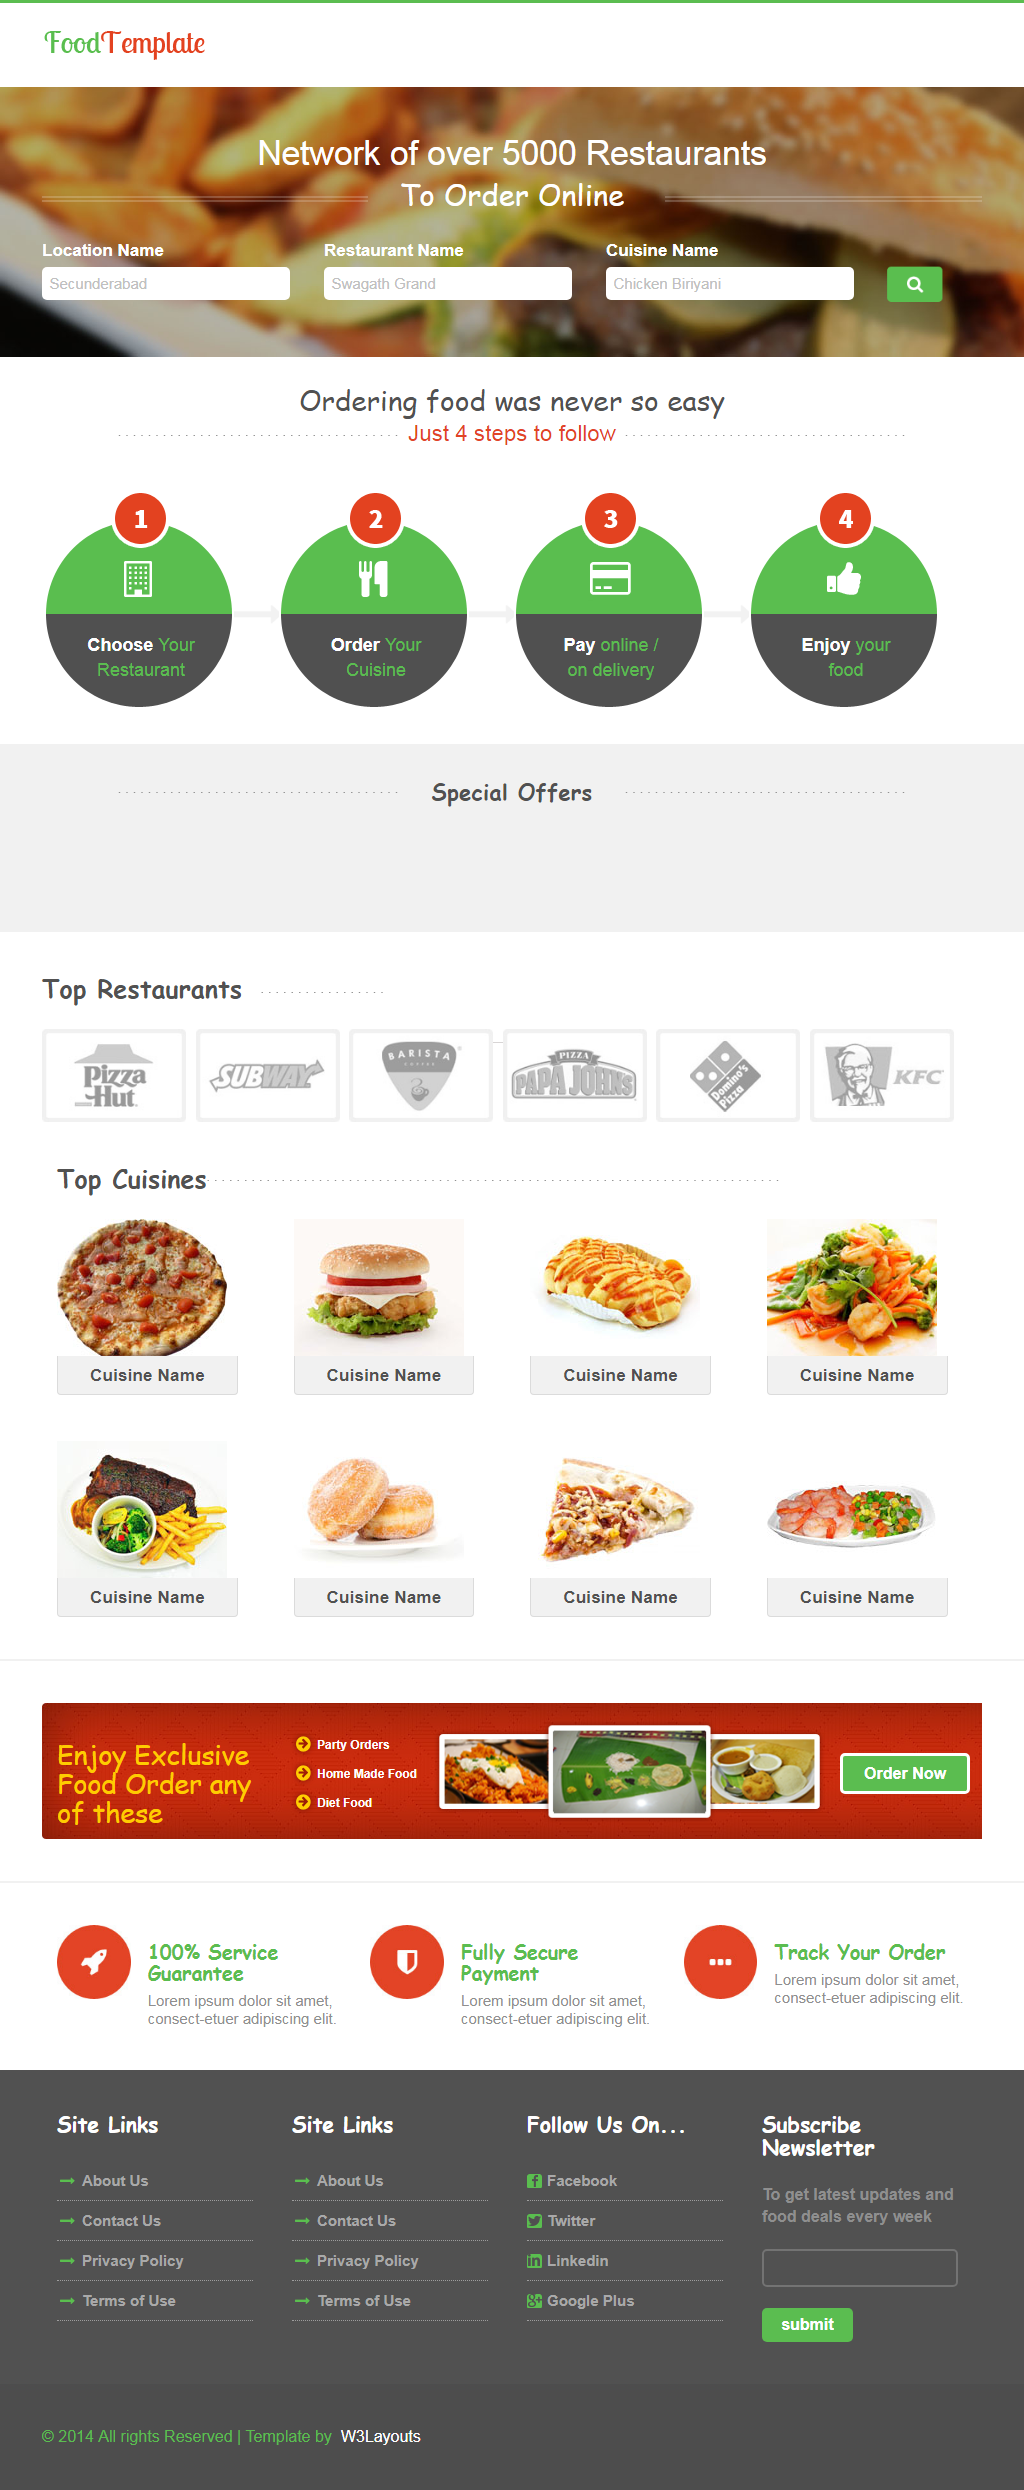 FoodTemplate
Network of over 5000 Restaurants
To Order Online
Location Name
Restaurant Name
Cuisine Name
Secunderabad
Swagath Grand
Chicken Biriyani
Ordering food was never so easy
Just 4 steps to follow
1
2
3
4
Choose Your
Restaurant
Order Your
Cuisine
Pay online /
on delivery
Enjoy your
food
Special Offers
Top Restaurants
Pizza
Hut
SUBWAY
BARISTA
COFFEE
PIZZA
PAPA JOHNS
Domino's
Pizza
KFC
Top Cuisines
Cuisine Name
Cuisine Name
Cuisine Name
Cuisine Name
Cuisine Name
Cuisine Name
Cuisine Name
Cuisine Name
Enjoy Exclusive
Food Order any
of these
Party Orders
Home Made Food
Diet Food
Order Now
100% Service
Guarantee
Lorem ipsum dolor sit amet,
consect-etuer adipiscing elit.
Fully Secure
Payment
Lorem ipsum dolor sit amet,
consect-etuer adipiscing elit.
Track Your Order
Lorem ipsum dolor sit amet,
consect-etuer adipiscing elit.
Site Links
About Us
Contact Us
Privacy Policy
Terms of Use
Site Links
About Us
Contact Us
Privacy Policy
Terms of Use
Follow Us On...
Facebook
Twitter
Linkedin
Google Plus
Subscribe
Newsletter
To get latest updates and
food deals every week
submit
© 2014 All rights Reserved | Template by W3Layouts